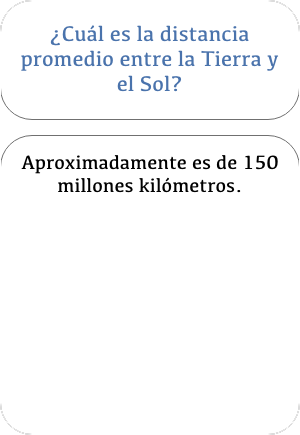 ¿Cuál es la distancia
promedio entre la Tierra y
el Sol?
Aproximadamente es de 150
millones kilómetros.